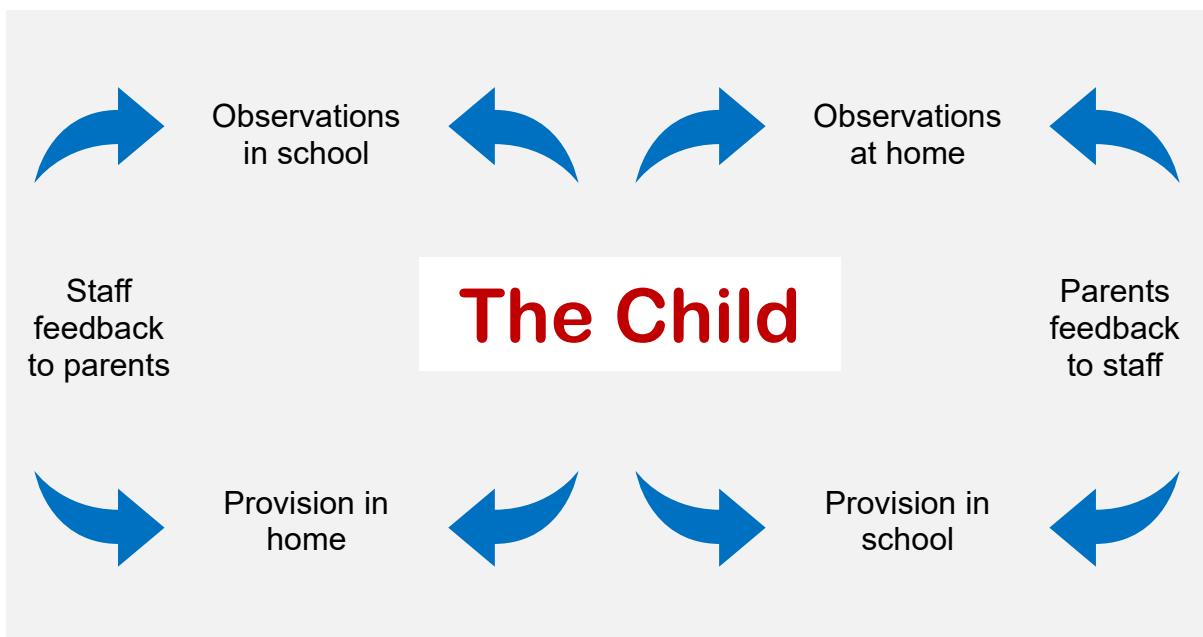 Observations
in school
Observations
at home
Staff
feedback
to parents
The Child
Parents
feedback
to staff
Provision in
home
Provision in
school